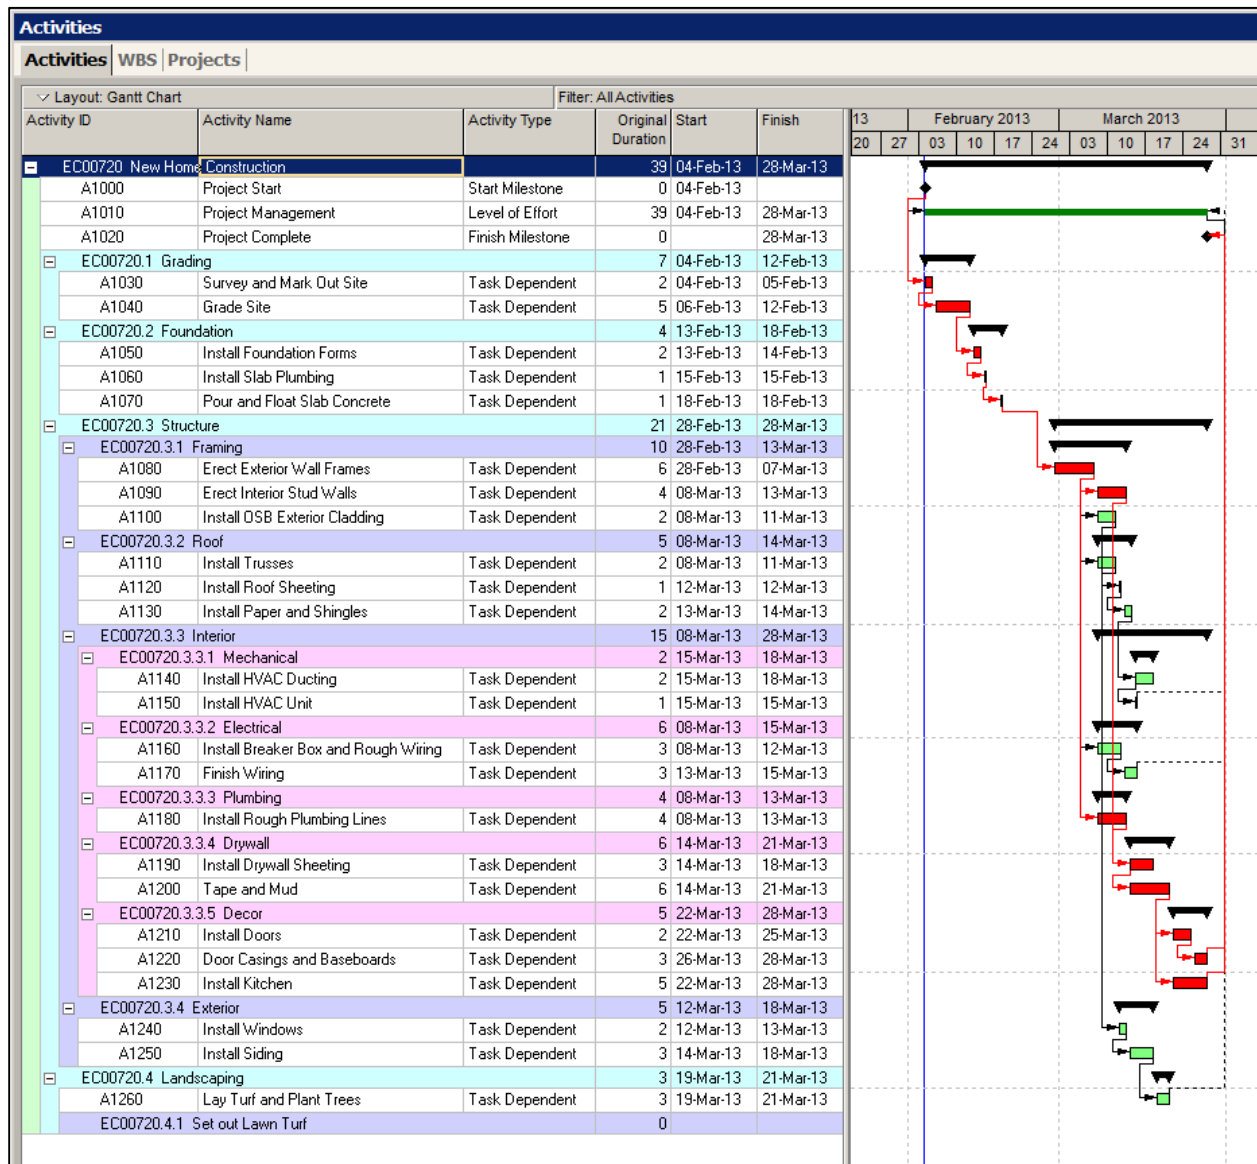 Activities
Activities WBS Projects
Layout: Gantt Chart Filter: All Activities
Activity ID Activity Name Activity Type Original Duration Start Finish 13 February 2013 March 2013
20 27 03 10 17 24 03 10 17 24 31
EC00720 New Home Construction 39 04-Feb-13 28-Mar-13
A1000 Project Start Start Milestone 0 04-Feb-13
A1010 Project Management Level of Effort 39 04-Feb-13 28-Mar-13
A1020 Project Complete Finish Milestone 0 28-Mar-13
EC00720.1 Grading 7 04-Feb-13 12-Feb-13
A1030 Survey and Mark Out Site Task Dependent 2 04-Feb-13 05-Feb-13
A1040 Grade Site Task Dependent 5 06-Feb-13 12-Feb-13
EC00720.2 Foundation 4 13-Feb-13 18-Feb-13
A1050 Install Foundation Forms Task Dependent 2 13-Feb-13 14-Feb-13
A1060 Install Slab Plumbing Task Dependent 1 15-Feb-13 15-Feb-13
A1070 Pour and Float Slab Concrete Task Dependent 1 18-Feb-13 18-Feb-13
EC00720.3 Structure 21 28-Feb-13 28-Mar-13
EC00720.3.1 Framing 10 28-Feb-13 13-Mar-13
A1080 Erect Exterior Wall Frames Task Dependent 6 28-Feb-13 07-Mar-13
A1090 Erect Interior Stud Walls Task Dependent 4 08-Mar-13 13-Mar-13
A1100 Install OSB Exterior Cladding Task Dependent 2 08-Mar-13 11-Mar-13
EC00720.3.2 Roof 5 08-Mar-13 14-Mar-13
A1110 Install Trusses Task Dependent 2 08-Mar-13 11-Mar-13
A1120 Install Roof Sheeting Task Dependent 1 12-Mar-13 12-Mar-13
A1130 Install Paper and Shingles Task Dependent 2 13-Mar-13 14-Mar-13
EC00720.3.3 Interior 15 08-Mar-13 28-Mar-13
EC00720.3.3.1 Mechanical 2 15-Mar-13 18-Mar-13
A1140 Install HVAC Ducting Task Dependent 2 15-Mar-13 18-Mar-13
A1150 Install HVAC Unit Task Dependent 1 15-Mar-13 15-Mar-13
EC00720.3.3.2 Electrical 6 08-Mar-13 15-Mar-13
A1160 Install Breaker Box and Rough Wiring Task Dependent 3 08-Mar-13 12-Mar-13
A1170 Finish Wiring Task Dependent 3 13-Mar-13 15-Mar-13
EC00720.3.3.3 Plumbing 4 08-Mar-13 13-Mar-13
A1180 Install Rough Plumbing Lines Task Dependent 4 08-Mar-13 13-Mar-13
EC00720.3.3.4 Drywall 6 14-Mar-13 21-Mar-13
A1190 Install Drywall Sheeting Task Dependent 3 14-Mar-13 18-Mar-13
A1200 Tape and Mud Task Dependent 6 14-Mar-13 21-Mar-13
EC00720.3.3.5 Decor 5 22-Mar-13 28-Mar-13
A1210 Install Doors Task Dependent 2 22-Mar-13 25-Mar-13
A1220 Door Casings and Baseboards Task Dependent 3 26-Mar-13 28-Mar-13
A1230 Install Kitchen Task Dependent 5 22-Mar-13 28-Mar-13
EC00720.3.4 Exterior 5 12-Mar-13 18-Mar-13
A1240 Install Windows Task Dependent 2 12-Mar-13 13-Mar-13
A1250 Install Siding Task Dependent 3 14-Mar-13 18-Mar-13
EC00720.4 Landscaping 3 19-Mar-13 21-Mar-13
A1260 Lay Turf and Plant Trees Task Dependent 3 19-Mar-13 21-Mar-13
EC00720.4.1 Set out Lawn Turf 0